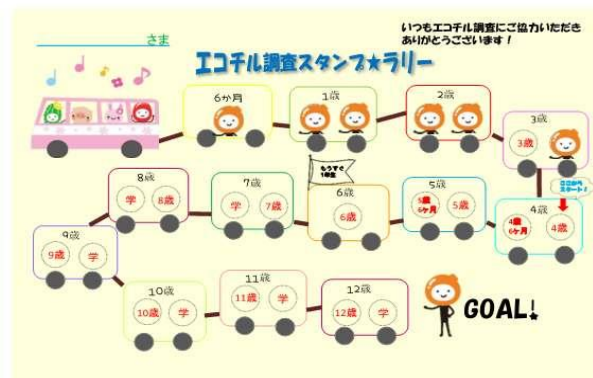 さま
いつもエコチル調査にご協力いただき
ありがとうございます！
エコチル調査スタンプ★ラリー
6か月
1歳
2歳
3歳
3歳
ここから
スタート！
4歳
4歳
6ケ月
4歳
5歳
5歳
6ケ月
5歳
もうすぐ
1年生
6歳
6歳
7歳
学
7歳
8歳
学
8歳
9歳
9歳
学
10歳
10歳
学
11歳
11歳
学
12歳
12歳
学
GOAL!